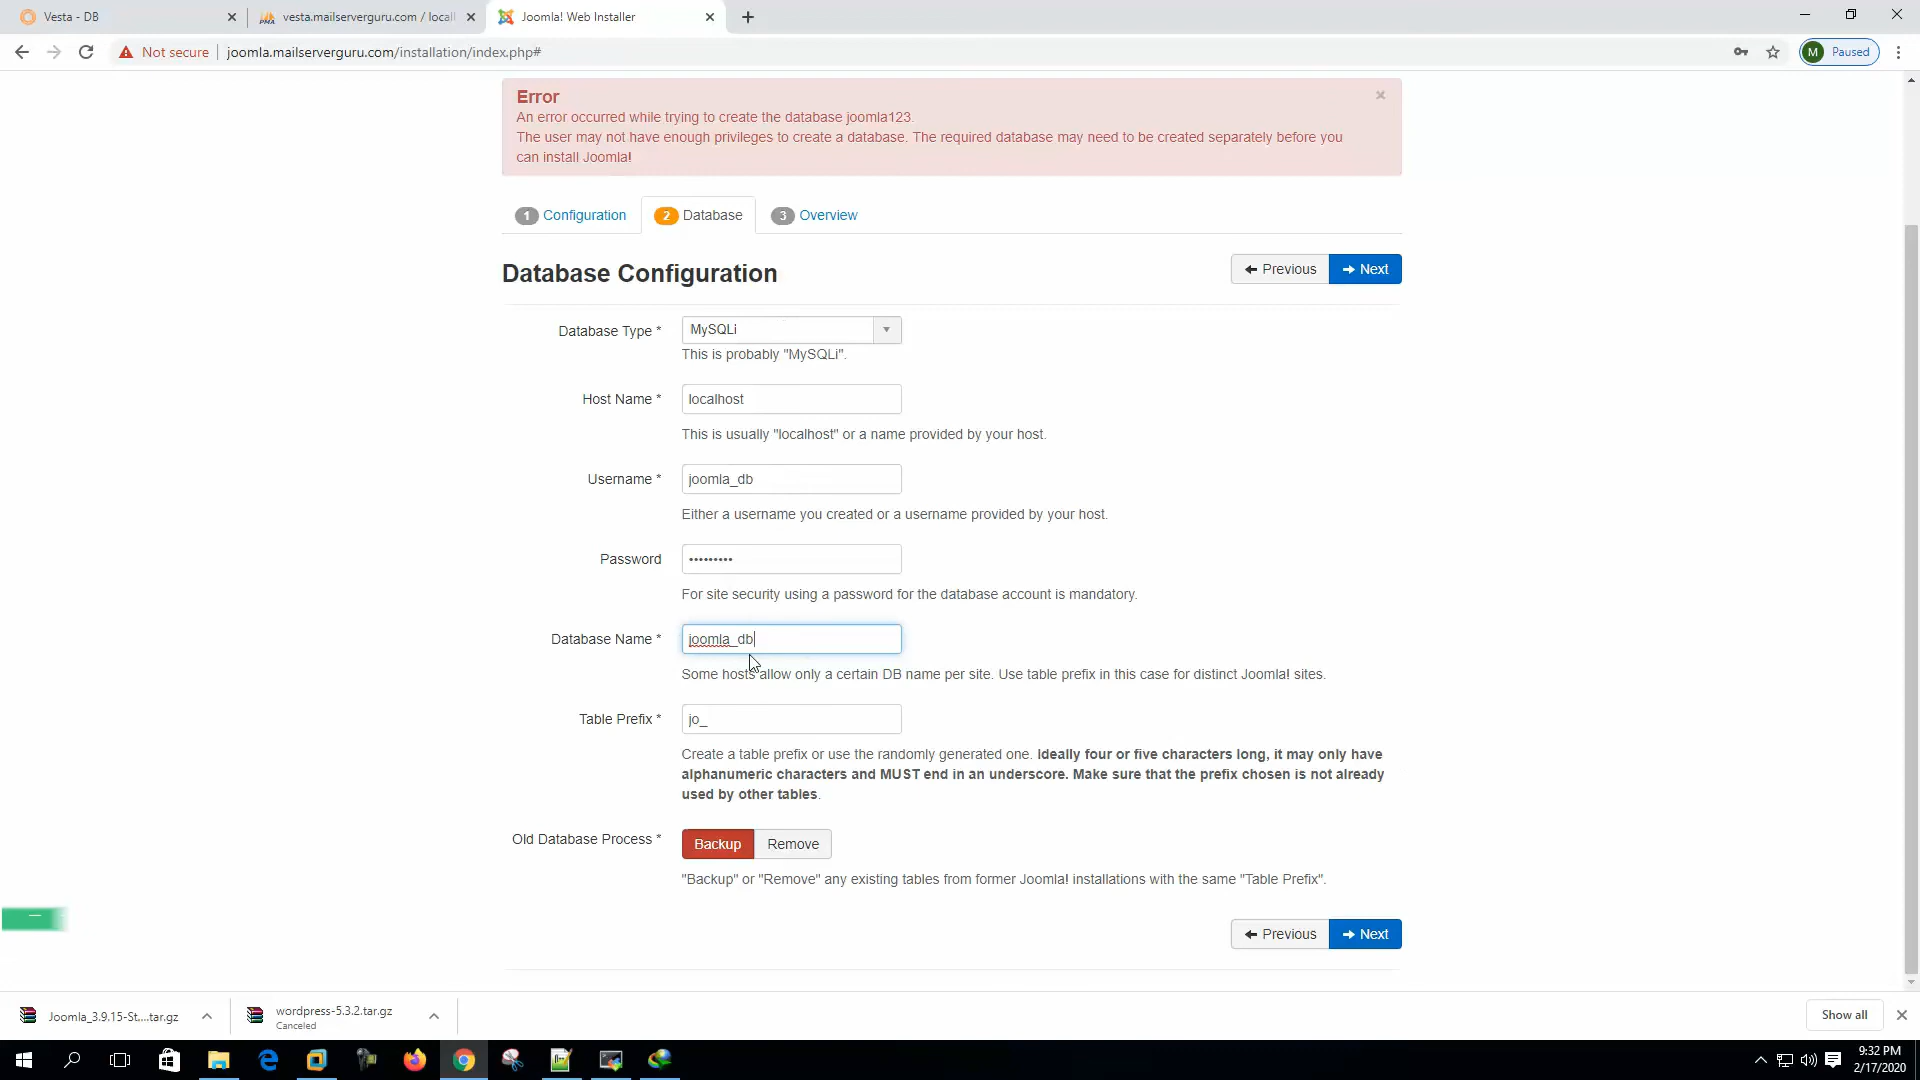 Vesta - DB
vesta.mailserverguru.com / locall
Joomla! Web Installer
Not secure
joomla.mailserverguru.com/installation/index.php#
M Paused
Error
An error occurred while trying to create the database joomla123.
The user may not have enough privileges to create a database. The required database may need to be created separately before you
can install Joomla!
1 Configuration
2 Database
3 Overview
Database Configuration
Previous
Next
Database Type *
MySQLi
This is probably "MySQLi".
Host Name *
localhost
This is usually "localhost" or a name provided by your host.
Username *
joomla_db
Either a username you created or a username provided by your host.
Password
•••••••••
For site security using a password for the database account is mandatory.
Database Name *
joomla_db
Some hosts allow only a certain DB name per site. Use table prefix in this case for distinct Joomla! sites.
Table Prefix *
jo_
Create a table prefix or use the randomly generated one. Ideally four or five characters long, it may only have
alphanumeric characters and MUST end in an underscore. Make sure that the prefix chosen is not already
used by other tables.
Old Database Process *
Backup
Remove
"Backup" or "Remove" any existing tables from former Joomla! installations with the same "Table Prefix".
Previous
Next
Joomla_3.9.15-St....tar.gz
wordpress-5.3.2.tar.gz
Canceled
Show all
9:32 PM
2/17/2020